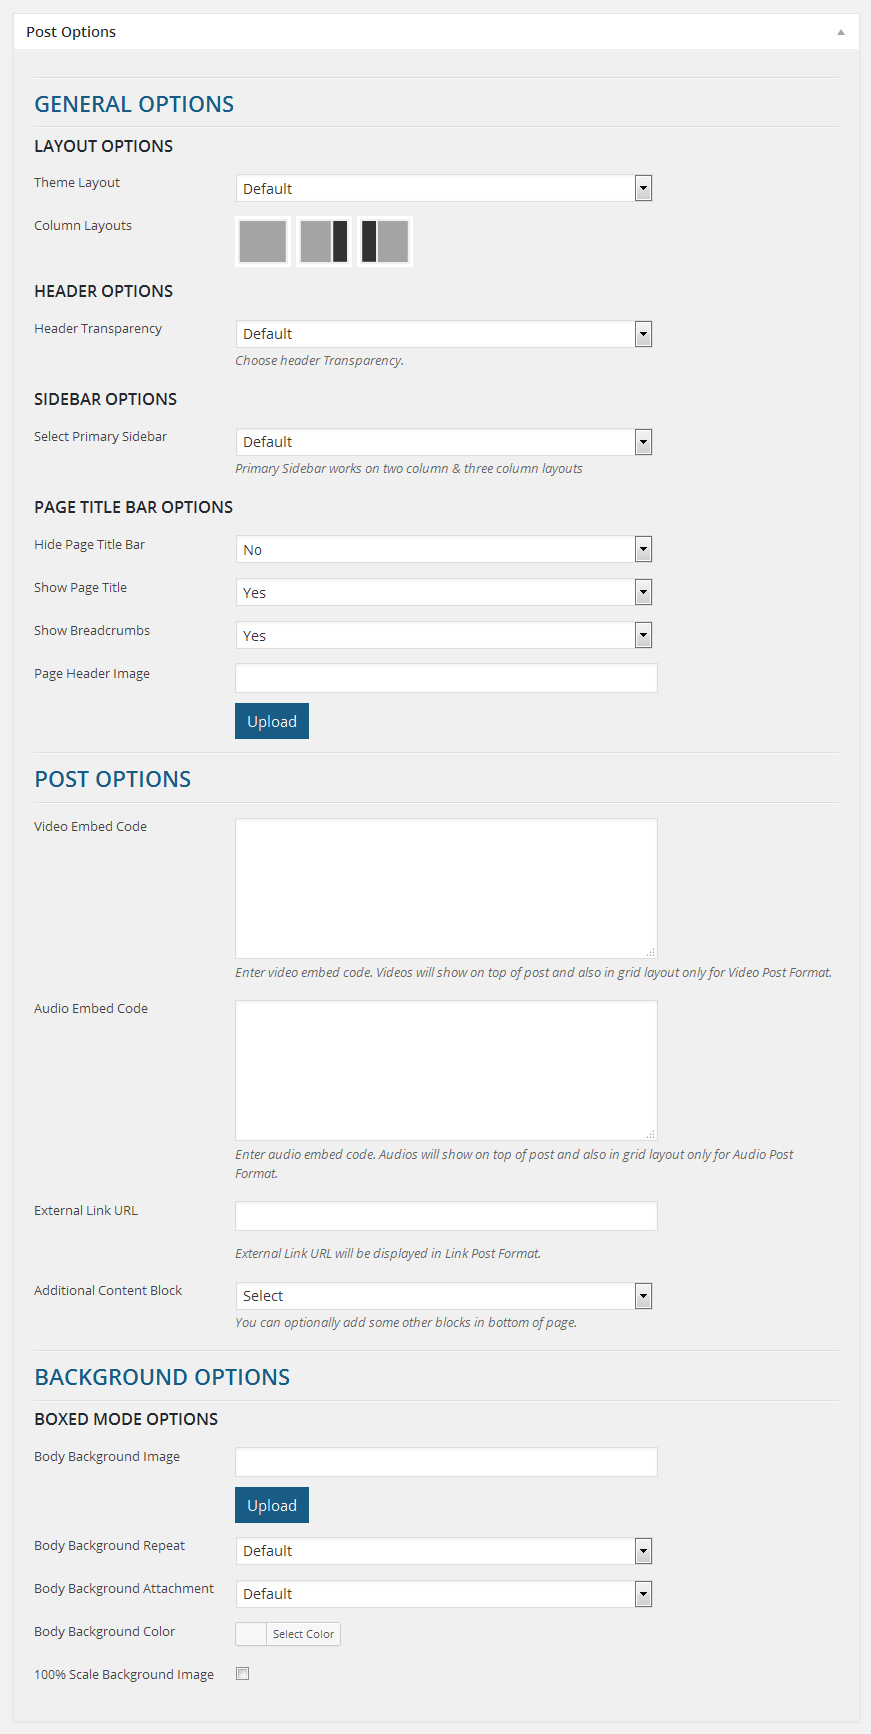 Post Options
GENERAL OPTIONS
LAYOUT OPTIONS
Theme Layout
Default
Column Layouts
HEADER OPTIONS
Header Transparency
Default
Choose header Transparency.
SIDEBAR OPTIONS
Select Primary Sidebar
Default
Primary Sidebar works on two column & three column layouts
PAGE TITLE BAR OPTIONS
Hide Page Title Bar
No
Show Page Title
Yes
Show Breadcrumbs
Yes
Page Header Image
Upload
POST OPTIONS
Video Embed Code
Enter video embed code. Videos will show on top of post and also in grid layout only for Video Post Format.
Audio Embed Code
Enter audio embed code. Audios will show on top of post and also in grid layout only for Audio Post
Format.
External Link URL
External Link URL will be displayed in Link Post Format.
Additional Content Block
Select
You can optionally add some other blocks in bottom of page.
BACKGROUND OPTIONS
BOXED MODE OPTIONS
Body Background Image
Upload
Body Background Repeat
Default
Body Background Attachment
Default
Body Background Color
Select Color
100% Scale Background Image